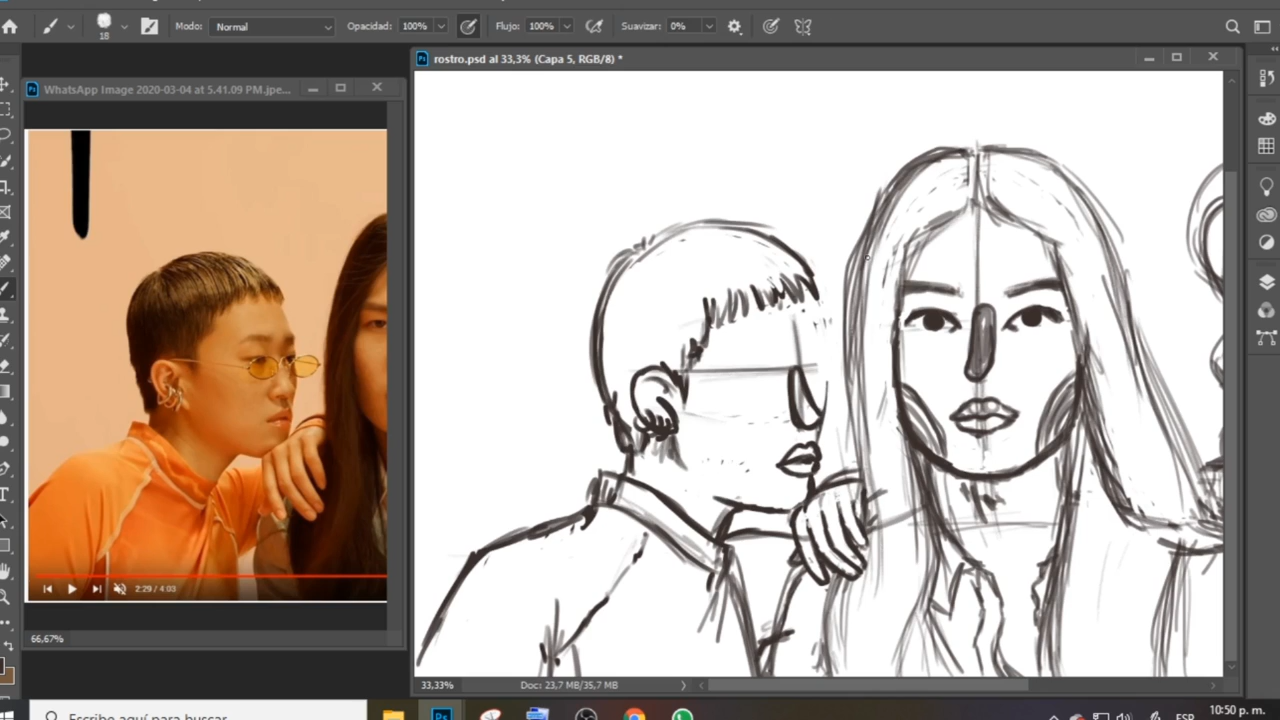 Modo: Normal Opacidad: 100% Flujo: 100% Suavizar: 0%
18
rostro.psd al 33,3% (Capa 5, RGB/8) *
WhatsApp Image 2020-03-04 at 5.41.09 PM.jpe...
2:29 / 4:03
66,67%
33,33% Doc: 23,7 MB/35,7 MB
Escribe aquí para buscar
ESP
10:50 p. m.